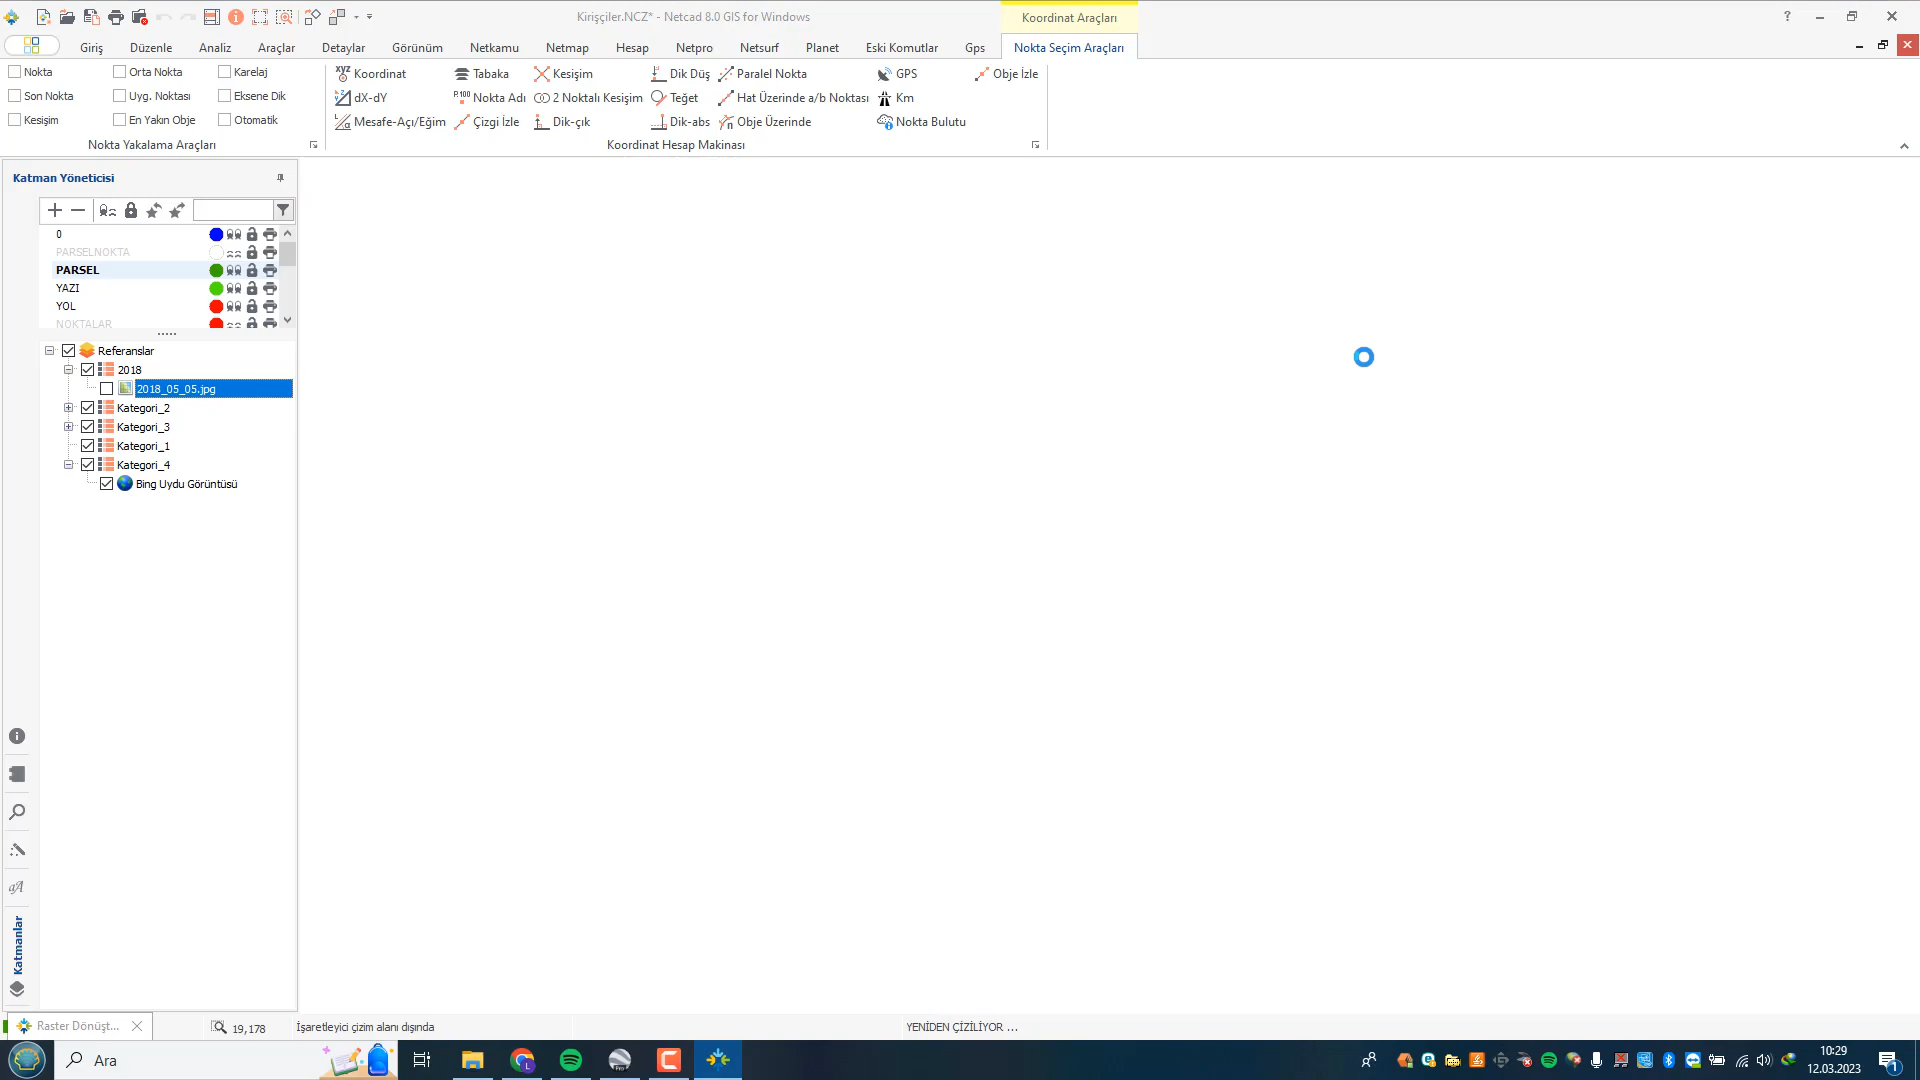 Kirişçiler.NCZ* - Netcad 8.0 GIS for Windows
Koordinat Araçları
Giriş
Düzenle
Analiz
Araçlar
Detaylar
Görünüm
Netkamu
Netmap
Hesap
Netpro
Netsurf
Planet
Eski Komutlar
Gps
Nokta Seçim Araçları
Nokta
Orta Nokta
Karelaj
Koordinat
Tabaka
Kesişim
Dik Düş
Paralel Nokta
GPS
Obje İzle
Son Nokta
Uyg. Noktası
Eksene Dik
dX-dY
Nokta Adı
2 Noktalı Kesişim
Teğet
Hat Üzerinde a/b Noktası
Km
Kesişim
En Yakın Obje
Otomatik
Mesafe-Açı/Eğim
Çizgi İzle
Dik-çık
Dik-abs
Obje Üzerinde
Nokta Bulutu
Nokta Yakalama Araçları
Koordinat Hesap Makinası
Katman Yöneticisi
0
PARSELNOKTA
PARSEL
YAZI
YOL
NOKTALAR
Referanslar
2018
2018_05_05.jpg
Kategori_2
Kategori_3
Kategori_1
Kategori_4
Bing Uydu Görüntüsü
Katmanlar
Raster Dönüşt...
19,178
İşaretleyici çizim alanı dışında
YENİDEN ÇİZİLİYOR ...
Ara
10:29
12.03.2023
1